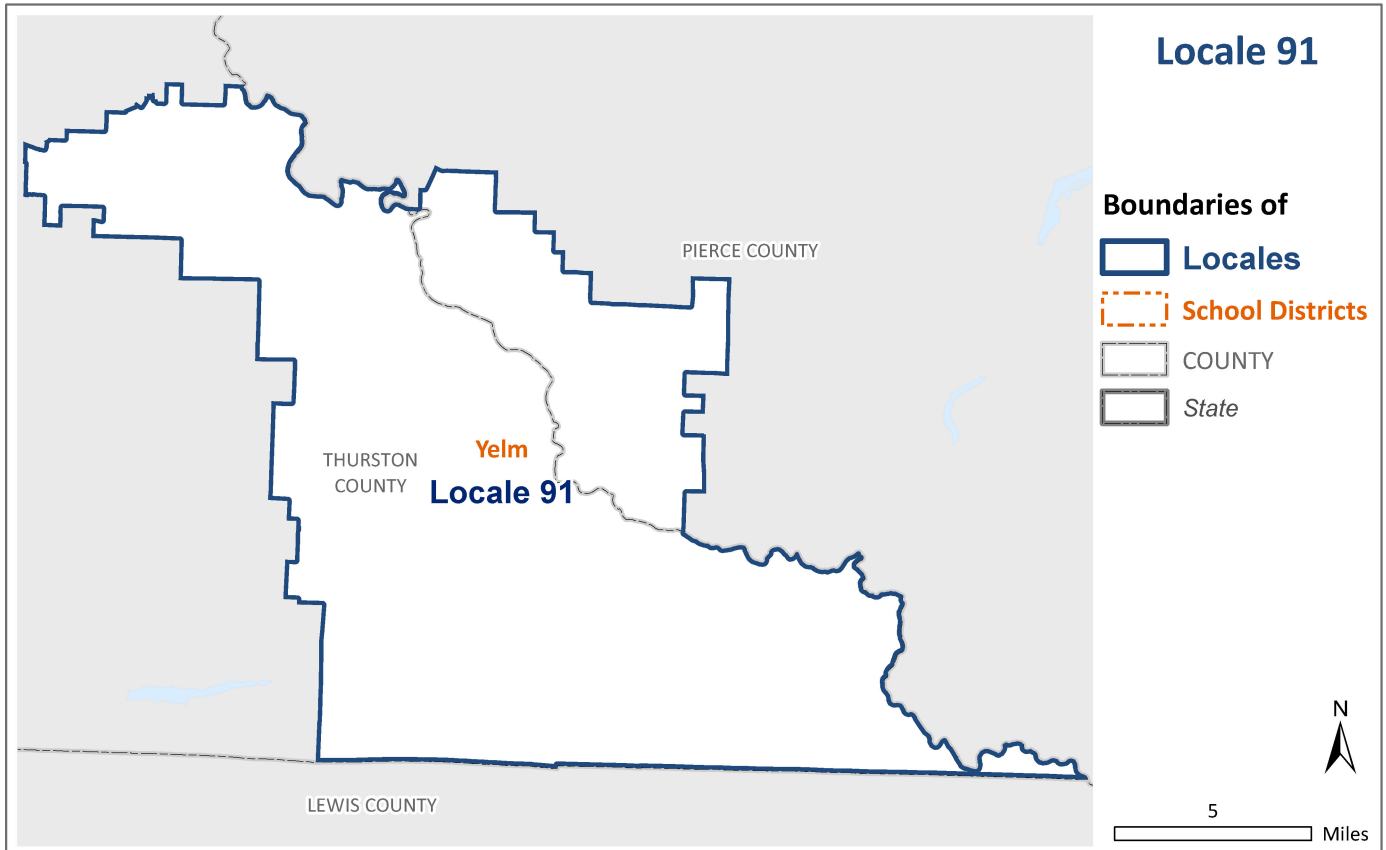 Locale 91
PIERCE COUNTY
Boundaries of
Locales
School Districts
COUNTY
State
Yelm
THURSTON
COUNTY
Locale 91
LEWIS COUNTY
N
5
Miles